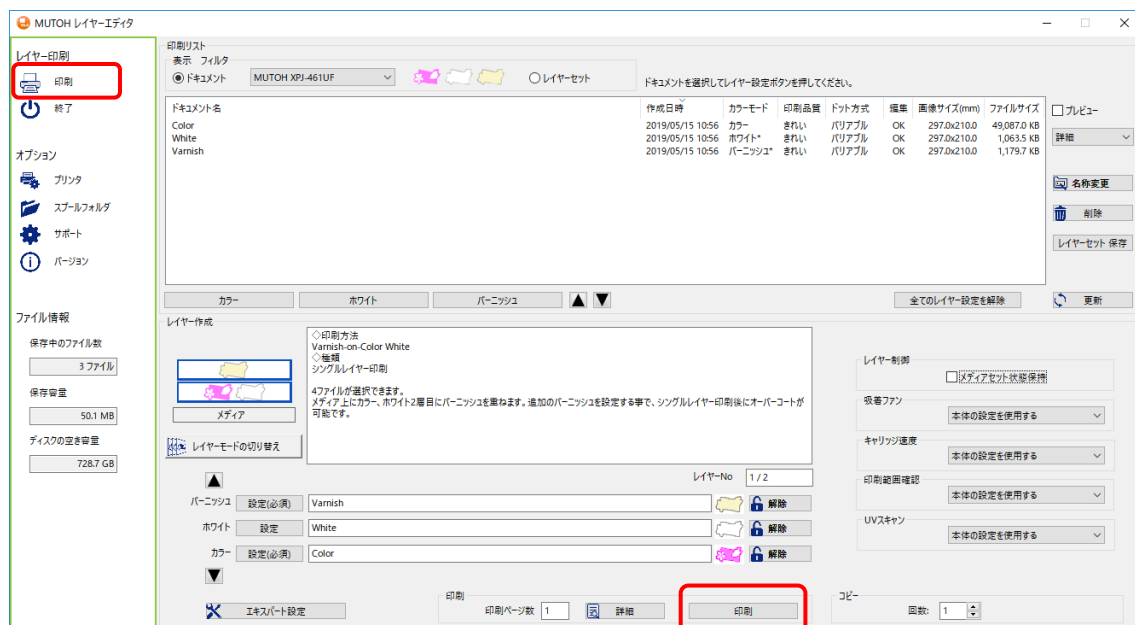 MUTOH レイヤーエディタ
レイヤー印刷
印刷
終了
オプション
プリンタ
スプールフォルダ
サポート
バージョン
ファイル情報
保存中のファイル数
3 ファイル
保存容量
50.1 MB
ディスクの空き容量
728.7 GB
印刷リスト
表示 フィルタ
ドキュメント MUTOH XPJ-461UF レイヤーセット
ドキュメントを選択してレイヤー設定ボタンを押してください。
ドキュメント名 作成日時 カラーモード 印刷品質 ドット方式 編集 画像サイズ(mm) ファイルサイズ
Color 2019/05/15 10:56 カラー きれい バリアブル OK 297.0x210.0 49,087.0 KB
White 2019/05/15 10:56 ホワイト* きれい バリアブル OK 297.0x210.0 1,063.5 KB
Varnish 2019/05/15 10:56 バーニッシュ* きれい バリアブル OK 297.0x210.0 1,179.7 KB
プレビュー
詳細
名称変更
削除
レイヤーセット 保存
カラー ホワイト バーニッシュ 全てのレイヤー設定を解除 更新
レイヤー作成
メディア
レイヤーモードの切り替え
◇印刷方法
Varnish-on-Color White
◇種類
シングルレイヤー印刷
4ファイルが選択できます。
メディア上にカラー、ホワイト2層目にバーニッシュを重ねます。追加のバーニッシュを設定する事で、シングルレイヤー印刷後にオーバーコートが
可能です。
レイヤーNo 1 / 2
バーニッシュ 設定(必須) Varnish 解除
ホワイト 設定 White 解除
カラー 設定(必須) Color 解除
エキスパート設定
印刷
印刷ページ数 1 詳細 印刷
レイヤー制御
メディアセット状態保持
吸着ファン
本体の設定を使用する
キャリッジ速度
本体の設定を使用する
印刷範囲確認
本体の設定を使用する
UVスキャン
本体の設定を使用する
コピー
回数: 1